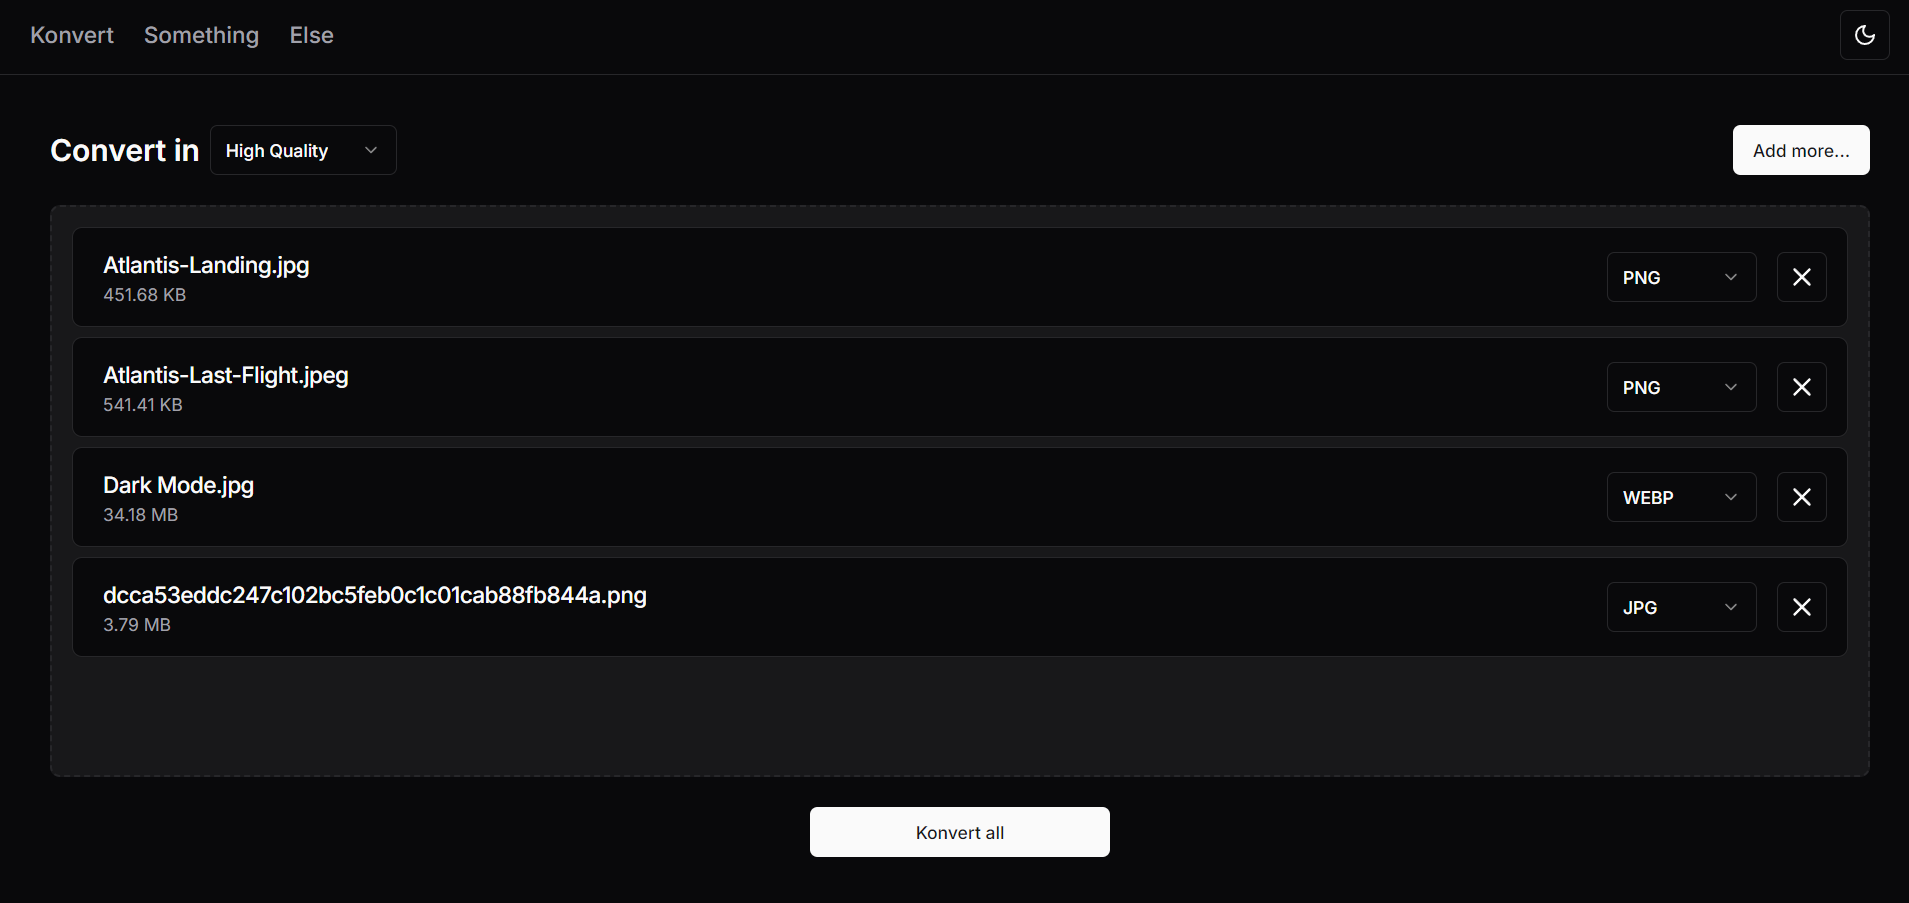 Konvert Something Else
Convert in High Quality Add more...
Atlantis-Landing.jpg
451.68 KB
PNG
Atlantis-Last-Flight.jpeg
541.41 KB
PNG
Dark Mode.jpg
34.18 MB
WEBP
dcca53eddc247c102bc5feb0c1c01cab88fb844a.png
3.79 MB
JPG
Konvert all